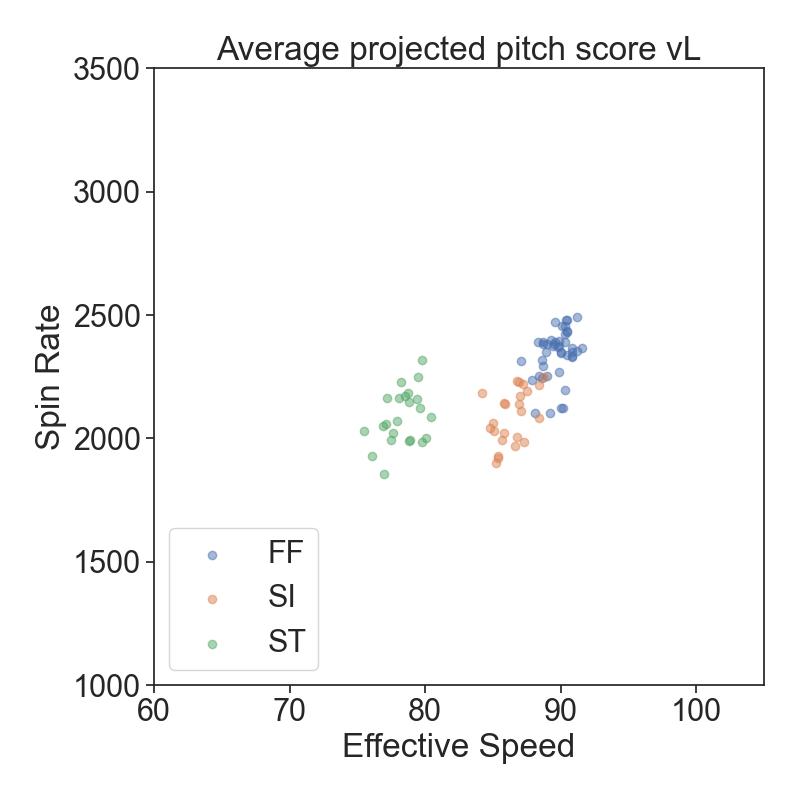 Average projected pitch score vL
3500
3000
2500
2000
1500
1000
Spin Rate
FF
SI
ST
60 70 80 90 100
Effective Speed